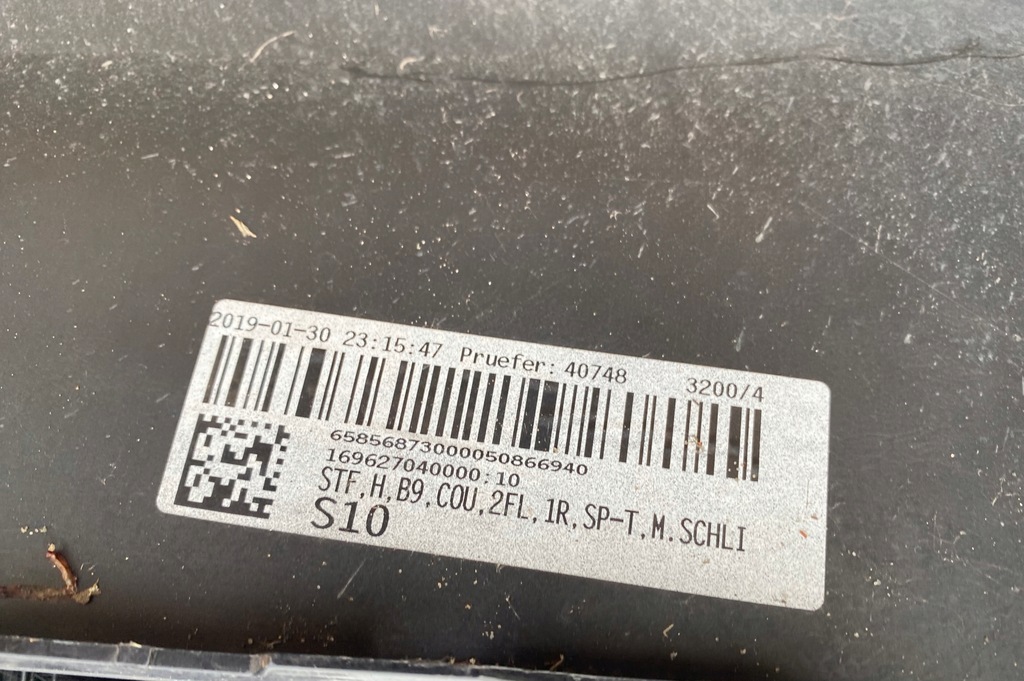 2019-01-30 23:15:47 Pruefer: 40748 3200/4
65856873000050866940
169627040000:10
STF,H,B9,COU,2FL,1R,SP-T,M.SCHLI
S10